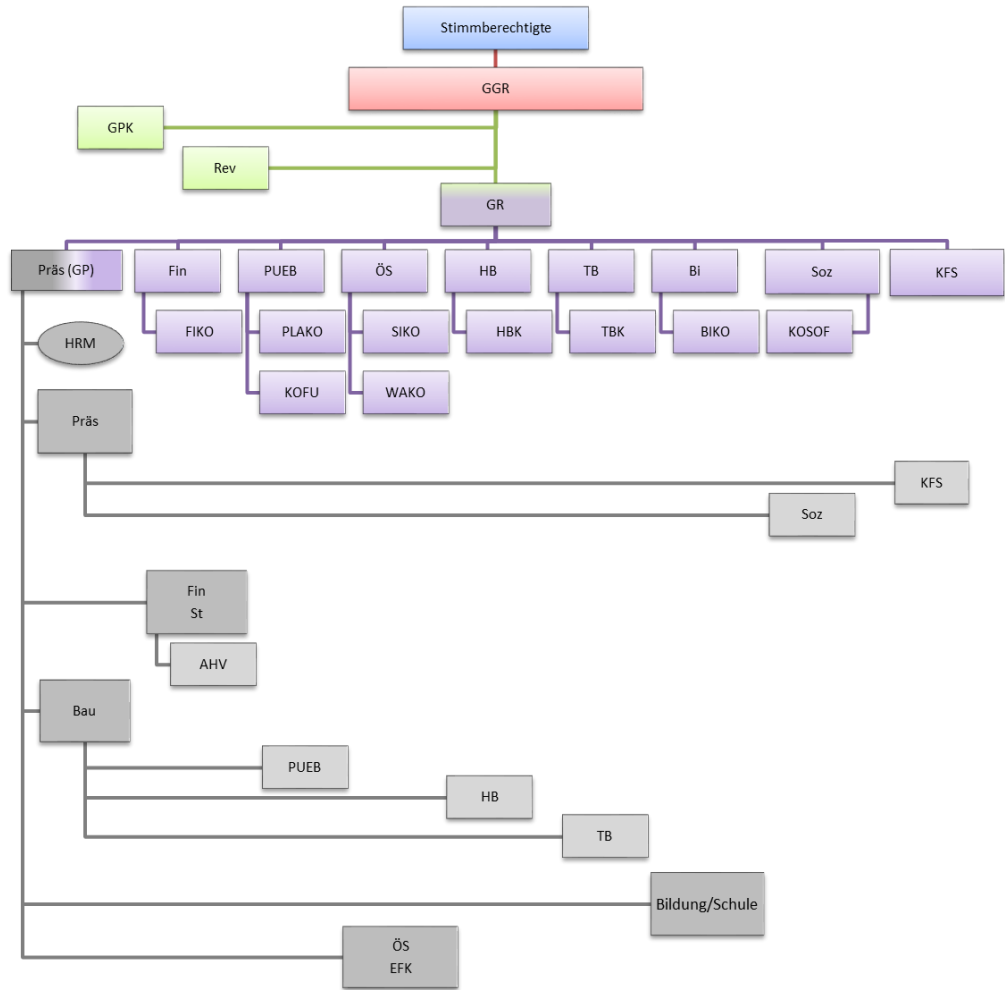 Stimmberechtigte
GGR
GPK
Rev
GR
Präs (GP)
Fin
PUEB
ÖS
HB
TB
Bi
Soz
KFS
FIKO
PLAKO
SIKO
HBK
TBK
BIKO
KOSOF
HRM
KOFU
WAKO
Präs
KFS
Soz
Fin
St
AHV
Bau
PUEB
HB
TB
Bildung/Schule
ÖS
EFK